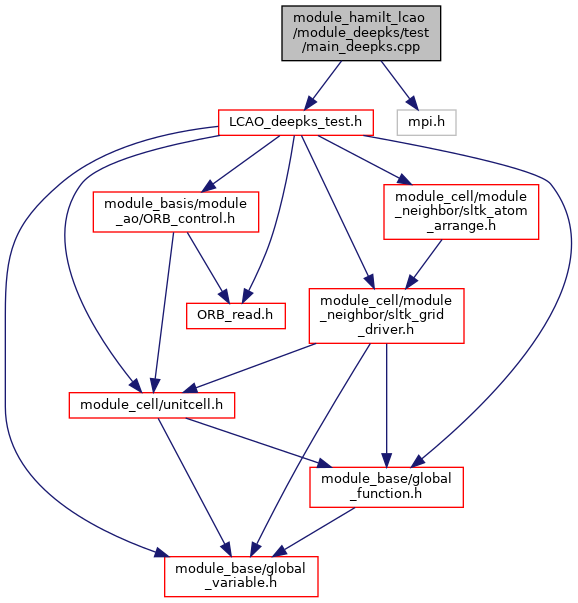 module_hamilt_lcao
/module_deepks/test
/main_deepks.cpp
LCAO_deepks_test.h
mpi.h
module_basis/module
_ao/ORB_control.h
module_cell/module
_neighbor/sltk_atom
_arrange.h
ORB_read.h
module_cell/module
_neighbor/sltk_grid
_driver.h
module_cell/unitcell.h
module_base/global
_function.h
module_base/global
_variable.h